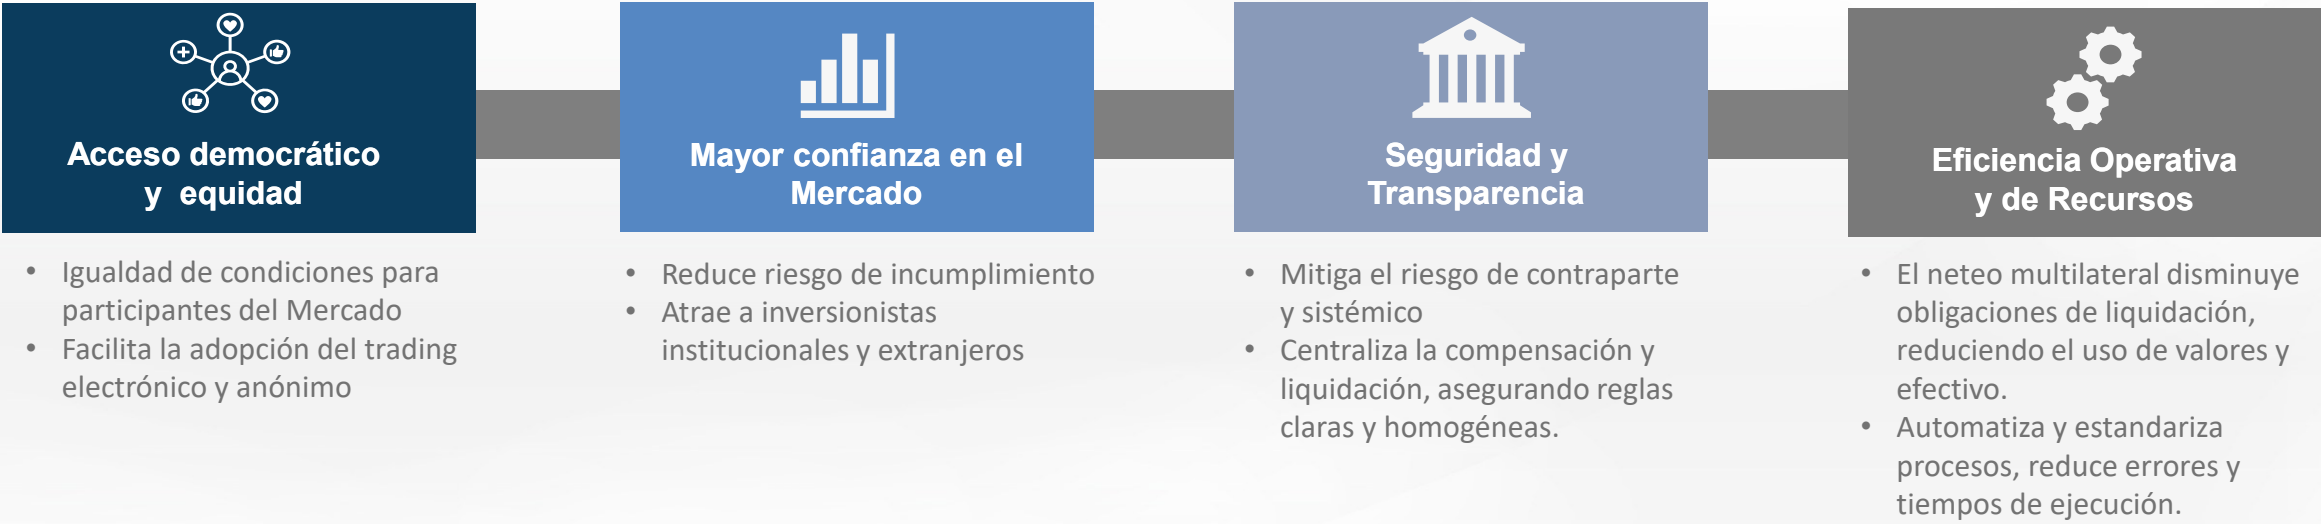 Acceso democrático
y equidad
• Igualdad de condiciones para
participantes del Mercado
• Facilita la adopción del trading
electrónico y anónimo
Mayor confianza en el
Mercado
• Reduce riesgo de incumplimiento
• Atrae a inversionistas
institucionales y extranjeros
Seguridad y
Transparencia
• Mitiga el riesgo de contraparte
y sistémico
• Centraliza la compensación y
liquidación, asegurando reglas
claras y homogéneas.
Eficiencia Operativa
y de Recursos
• El neteo multilateral disminuye
obligaciones de liquidación,
reduciendo el uso de valores y
efectivo.
• Automatiza y estandariza
procesos, reduce errores y
tiempos de ejecución.